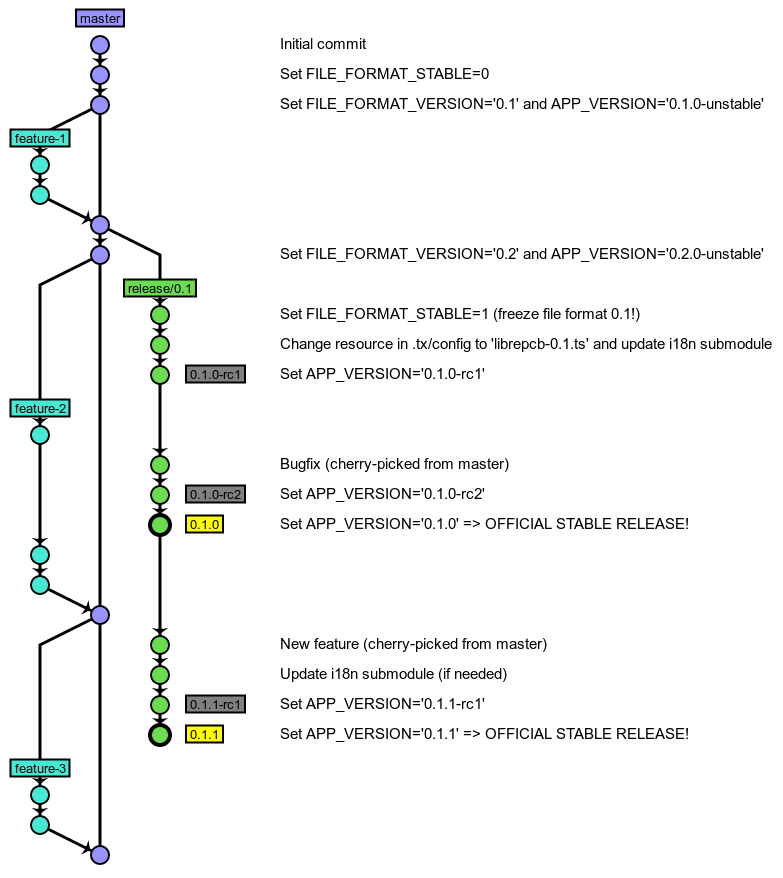 master
Initial commit
Set FILE_FORMAT_STABLE=0
Set FILE_FORMAT_VERSION='0.1' and APP_VERSION='0.1.0-unstable'
feature-1
Set FILE_FORMAT_VERSION='0.2' and APP_VERSION='0.2.0-unstable'
release/0.1
Set FILE_FORMAT_STABLE=1 (freeze file format 0.1!)
Change resource in .tx/config to 'librepcb-0.1.ts' and update i18n submodule
0.1.0-rc1 Set APP_VERSION='0.1.0-rc1'
feature-2
Bugfix (cherry-picked from master)
0.1.0-rc2 Set APP_VERSION='0.1.0-rc2'
0.1.0 Set APP_VERSION='0.1.0' => OFFICIAL STABLE RELEASE!
New feature (cherry-picked from master)
Update i18n submodule (if needed)
0.1.1-rc1 Set APP_VERSION='0.1.1-rc1'
0.1.1 Set APP_VERSION='0.1.1' => OFFICIAL STABLE RELEASE!
feature-3